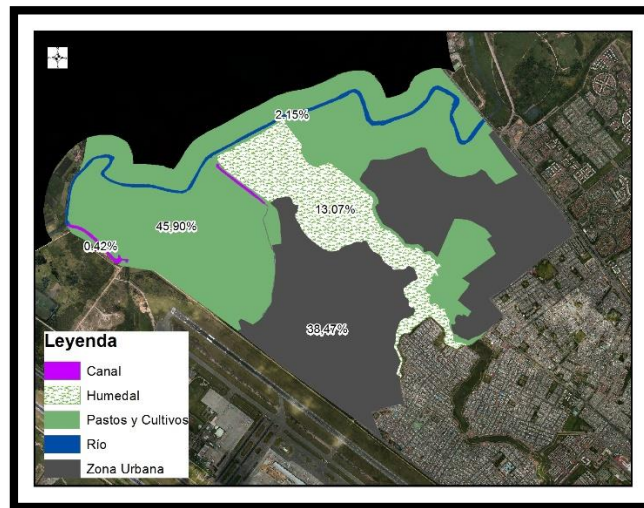 2,15%
13.07%
45,90%
0,42%
38,47%
Leyenda
Canal
Humedal
Pastos y Cultivos
Río
Zona Urbana